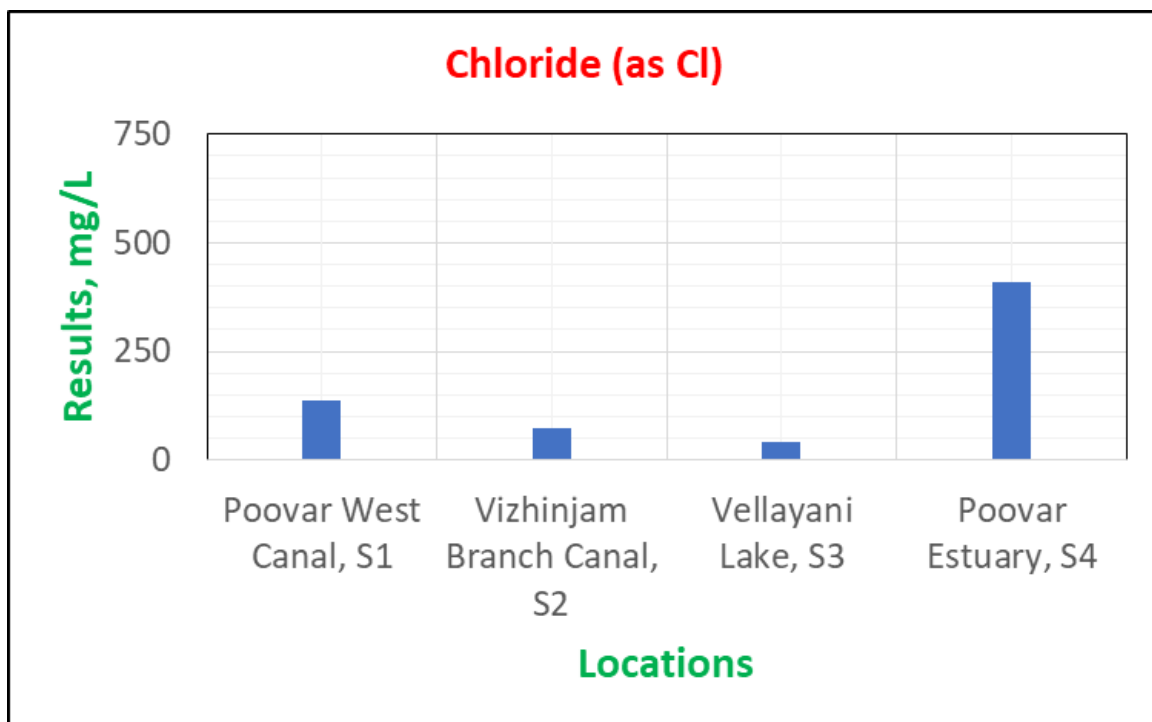 Chloride (as Cl)
Results, mg/L
750
500
250
0
Poovar West
Canal, S1
Vizhinjam
Branch Canal,
S2
Vellayani
Lake, S3
Poovar
Estuary, S4
Locations